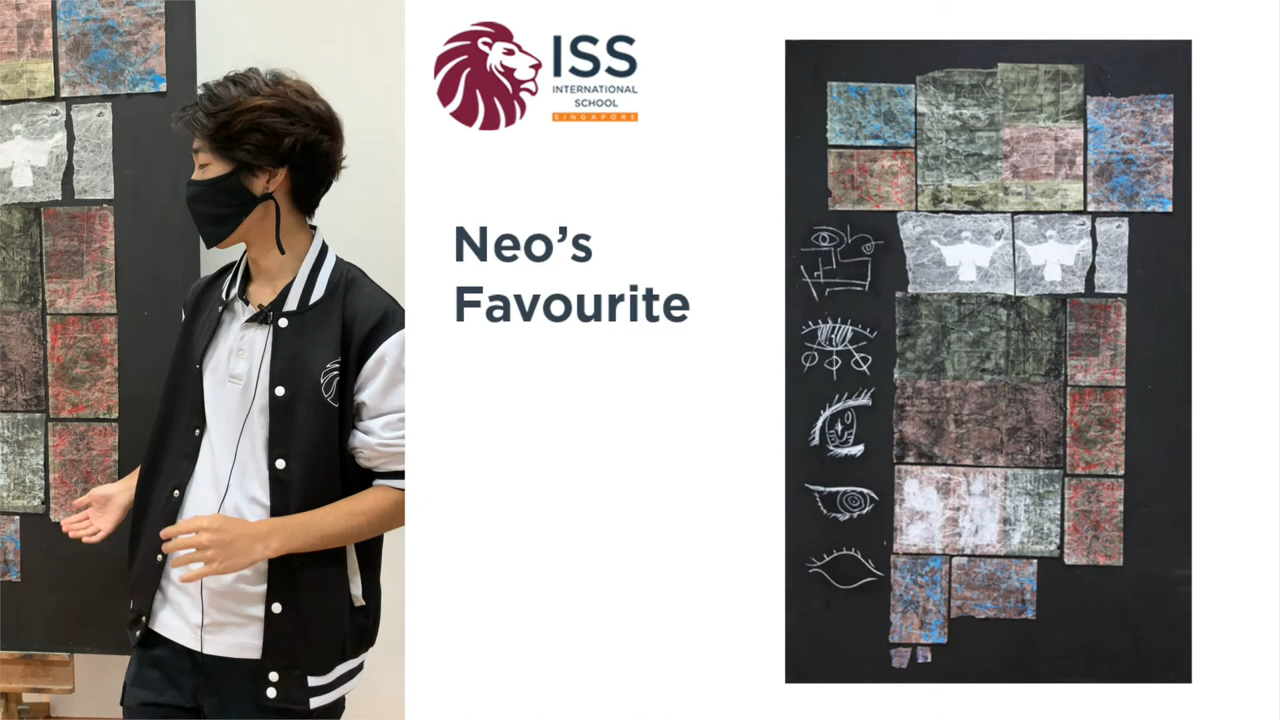 ISS
INTERNATIONAL
SCHOOL
SINGAPORE
Neo's
Favourite